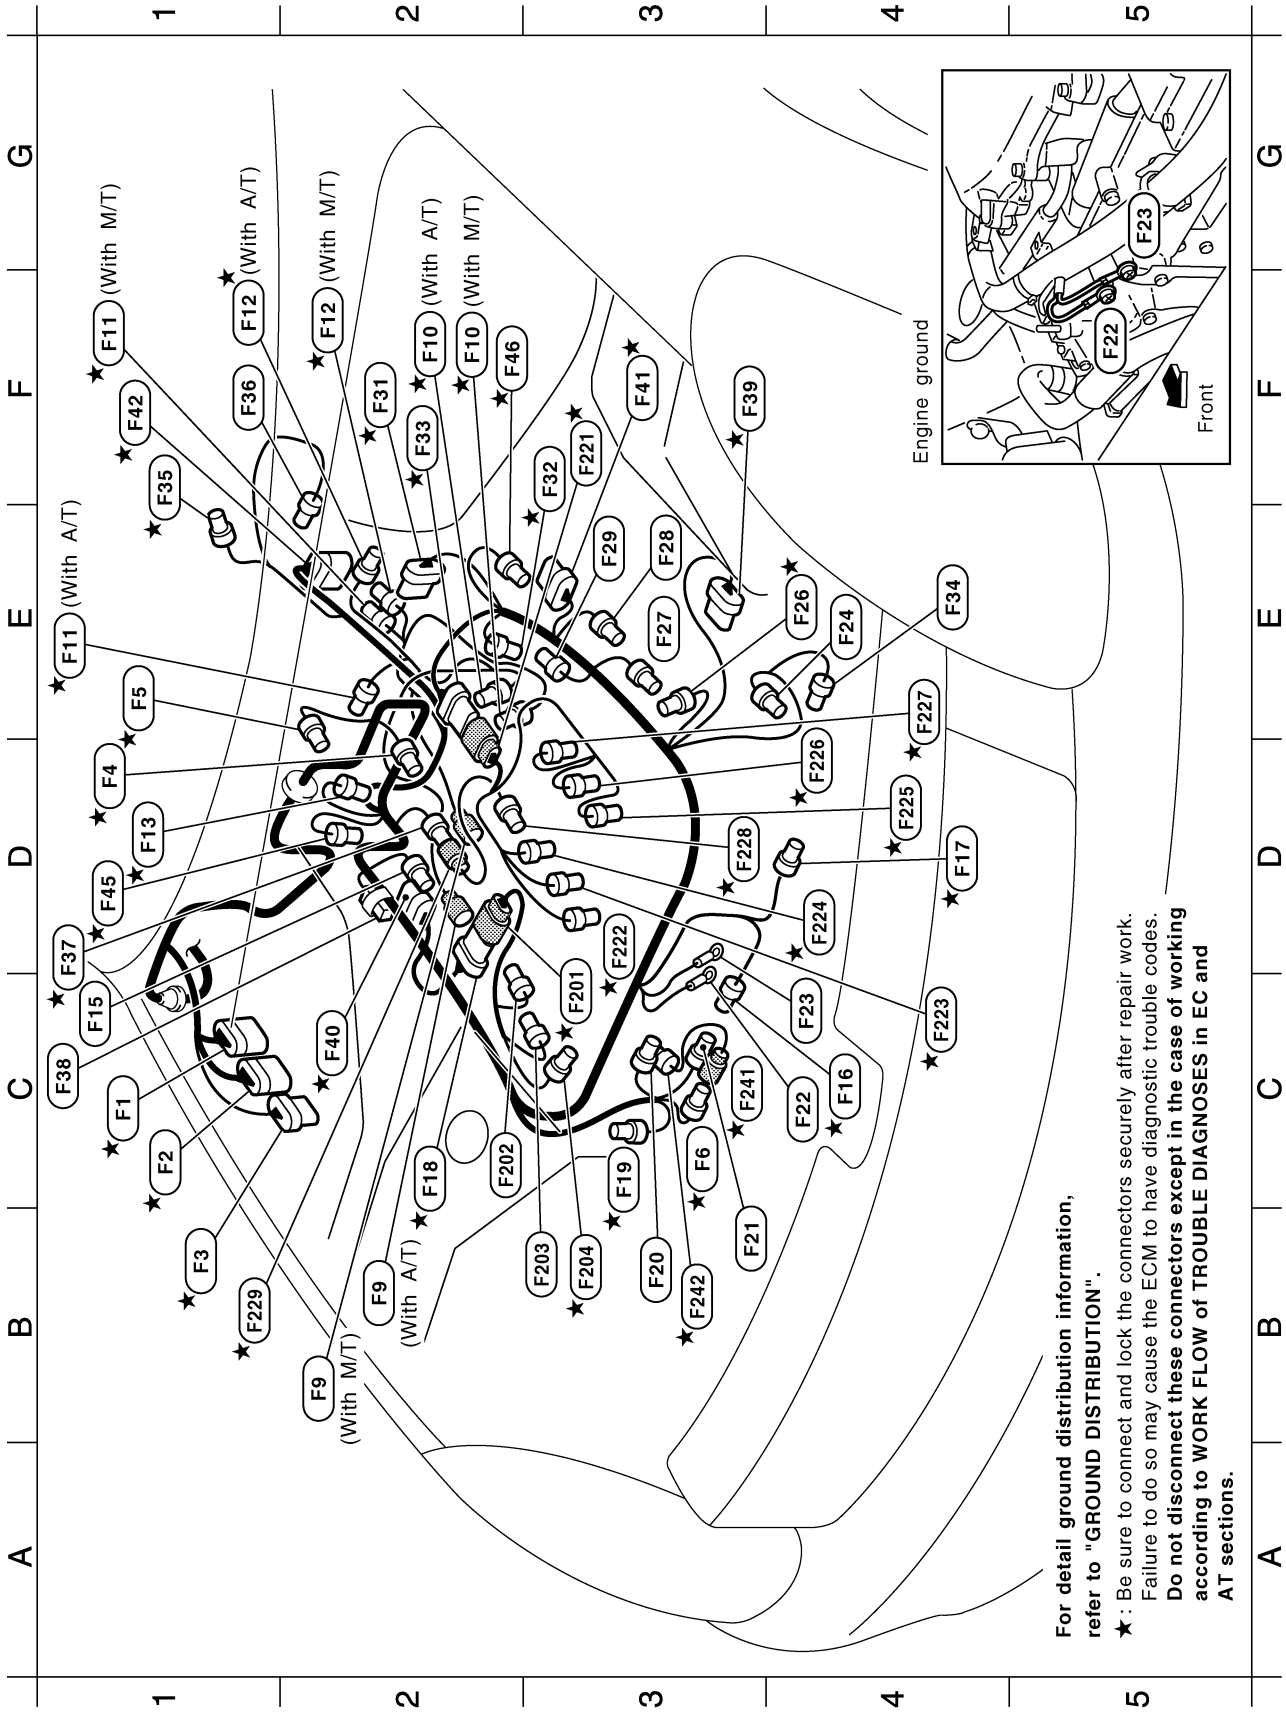 1
2
3
4
5
G
F
E
D
C
B
A
G
F
E
D
C
B
A
1
2
3
4
5
F11 (With A/T)
★
F5
★
F4
★
F13
★
F45
★
F37
★
F15
F38
F1
★
F2
★
F3
★
F229
★
F40
★
F9
(With M/T)
F9
(With A/T)
F18
★
F11 (With M/T)
★
F42
★
F35
★
F36
F12 (With A/T)
★
F12 (With M/T)
★
F31
★
F33
★
F10 (With A/T)
★
F10 (With M/T)
★
F46
★
F32
★
F221
★
F41
★
F39
★
F29
F28
F27
F26
★
F24
F34
F227
★
F226
★
F225
★
F228
★
F17
★
F224
★
F222
★
F223
★
F201
★
F23
F22
F16
★
F241
★
F202
F203
F204
★
F19
★
F6
★
F20
F21
F242
★
Engine ground
F23
F22
Front
For detail ground distribution information,
refer to "GROUND DISTRIBUTION".
★ : Be sure to connect and lock the connectors securely after repair work.
Failure to do so may cause the ECM to have diagnostic trouble codes.
Do not disconnect these connectors except in the case of working
according to WORK FLOW of TROUBLE DIAGNOSES in EC and
AT sections.